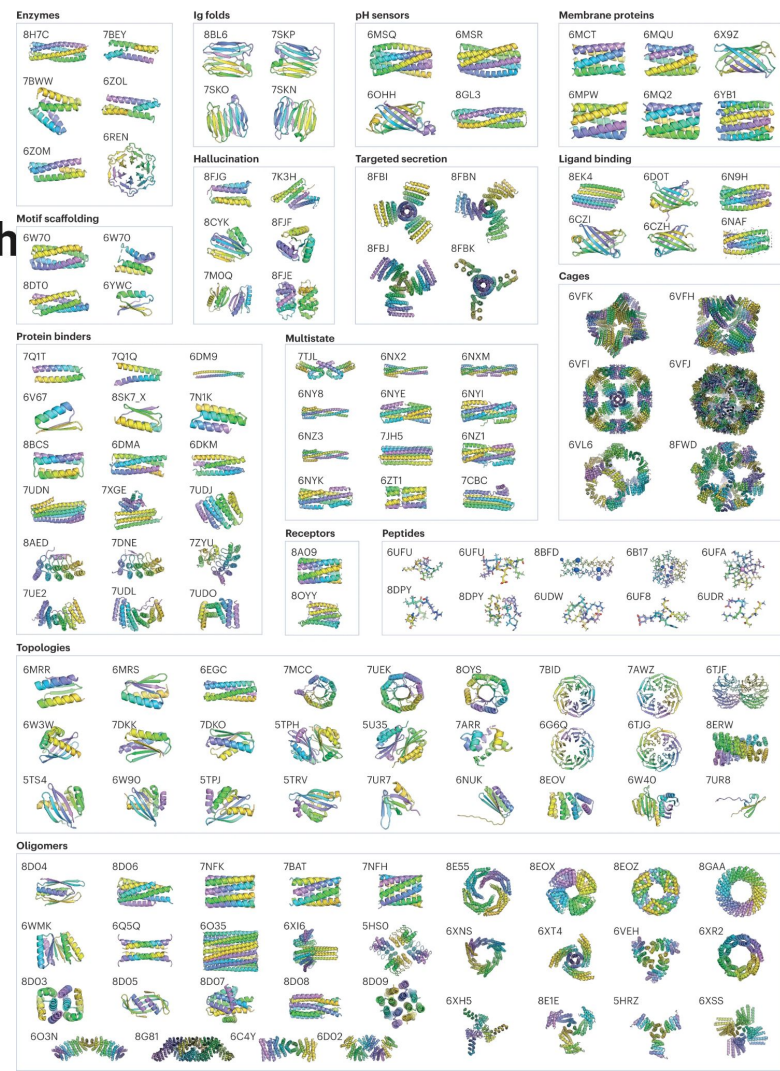 Enzymes
8H7C 7BEY
7BWW 6ZOL
6REN
6Z0M
Ig folds
8BL6 7SKP
7SKO 7SKN
pH sensors
6MSQ 6MSR
6OHH 8GL3
Membrane proteins
6MCT 6MQU 6X9Z
6MPW 6MQ2 6YB1
h
Motif scaffolding
6W70 6W70
8DT0 6YWC
Hallucination
8FJG 7K3H
8CYK 8FJF
7MOQ 8FJE
Targeted secretion
8FBI 8FBN
8FBJ 8FBK
Ligand binding
8EK4 6D0T 6N9H
6CZI 6CZH 6NAF
Cages
6VFK 6VFH
6VFI 6VFJ
6VL6 8FWD
Protein binders
7Q1T 7Q1Q 6DM9
6V67 8SK7_X 7N1K
8BCS 6DMA 6DKM
7UDN 7XGE 7UDJ
8AED 7DNE 7ZYU
7UE2 7UDL 7UDO
Multistate
7TJL 6NX2 6NXM
6NY8 6NYE 6NYI
6NZ3 7JH5 6NZ1
6NYK 6ZT1 7CBC
Receptors
8A09
8OYY
Peptides
6UFU 6UFU 8BFD 6B17 6UFA
8DPY 8DPY 6UDW 6UF8 6UDR
Topologies
6MRR 6MRS 6EGC 7MCC 7UEK 8OYS 7BID 7AWZ 6TJF
6W3W 7DKK 7DKO 5TPH 5U35 7ARR 6G6Q 6TJG 8ERW
5TS4 6W90 5TPJ 5TRV 7UR7 6NUK 8EOV 6W40 7UR8
Oligomers
8D04 8D06 7NFK 7BAT 7NFH 8E55 8EOX 8EOZ 8GAA
6WMK 6Q5Q 6O35 6XI6 5HS0 6XNS 6XT4 6VEH 6XR2
8D03 8D05 8D07 8D08 8D09
6XH5 8E1E 5HRZ 6XSS
6O3N 8G81 6C4Y 6D02